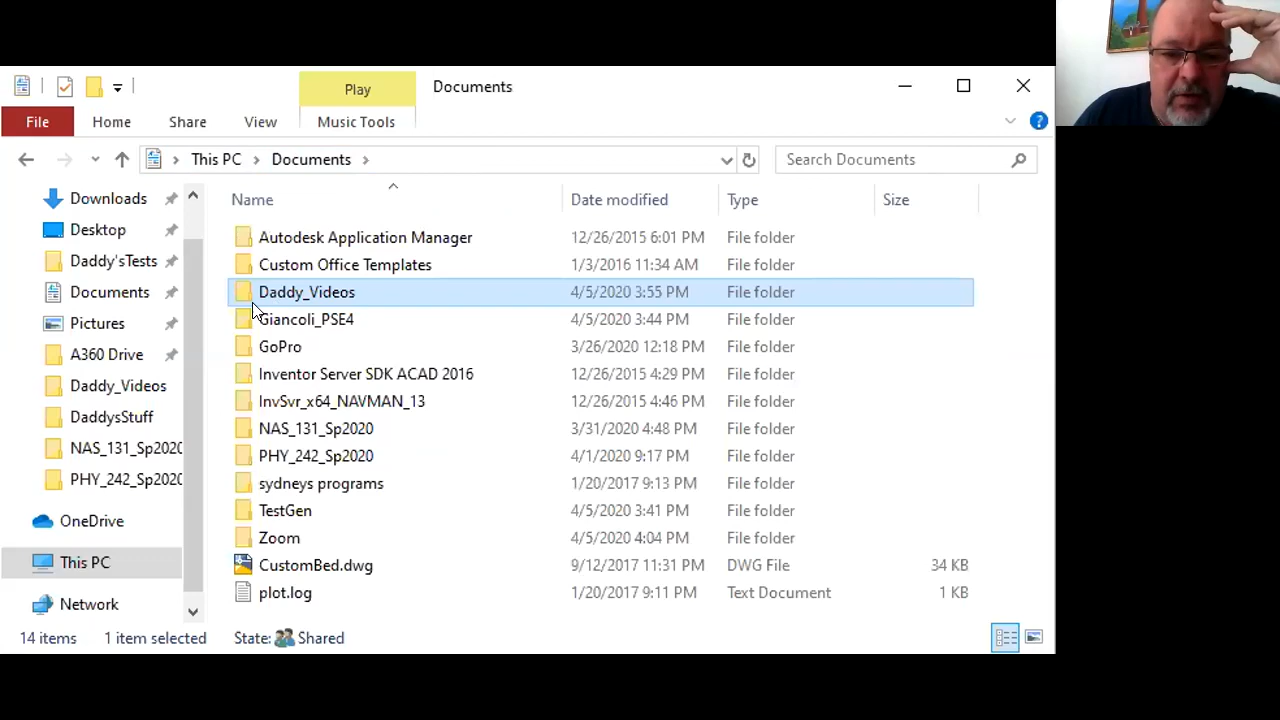 Play
Documents
File
Home
Share
View
Music Tools
This PC
Documents
Search Documents
Downloads
Desktop
Daddy'sTests
Documents
Pictures
A360 Drive
Daddy_Videos
DaddysStuff
NAS_131_Sp2020
PHY_242_Sp2020
OneDrive
This PC
Network
Name Date modified Type Size
Autodesk Application Manager 12/26/2015 6:01 PM File folder
Custom Office Templates 1/3/2016 11:34 AM File folder
Daddy_Videos 4/5/2020 3:55 PM File folder
Giancoli_PSE4 4/5/2020 3:44 PM File folder
GoPro 3/26/2020 12:18 PM File folder
Inventor Server SDK ACAD 2016 12/26/2015 4:29 PM File folder
InvSvr_x64_NAVMAN_13 12/26/2015 4:46 PM File folder
NAS_131_Sp2020 3/31/2020 4:48 PM File folder
PHY_242_Sp2020 4/1/2020 9:17 PM File folder
sydneys programs 1/20/2017 9:13 PM File folder
TestGen 4/5/2020 3:41 PM File folder
Zoom 4/5/2020 4:04 PM File folder
CustomBed.dwg 9/12/2017 11:31 PM DWG File 34 KB
plot.log 1/20/2017 9:11 PM Text Document 1 KB
14 items 1 item selected State: Shared